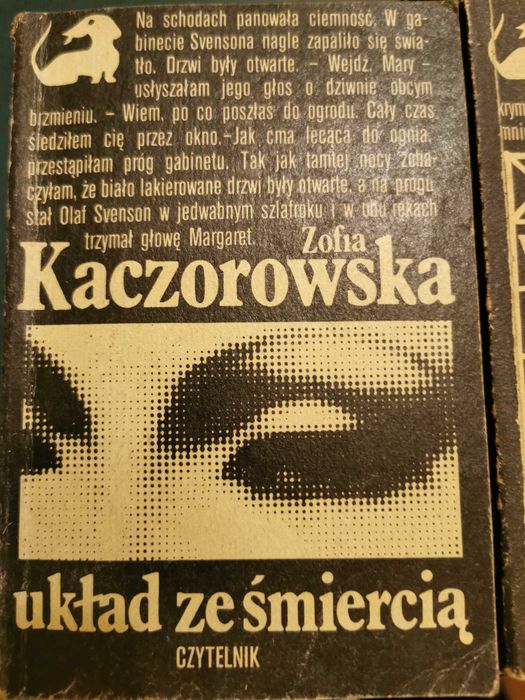 Na schodach panowała ciemność. W ga-
binecie Svensona nagle zapaliło się świa-
tło. Drzwi były otwarte. – Wejdź, Mary –
usłyszałam jego głos o dziwnie obcym
brzmieniu. – Wiem, po co poszłaś do ogrodu. Cały czas
śledziłem cię przez okno.–Jak ćma lecąca do ognia,
przestąpiłam próg gabinetu. Tak jak tamtej nocy zoba-
czyłam, że biało lakierowane drzwi były otwarte, a na progu
stał Olaf Svenson w jedwabnym szlafroku i w obu rękach
trzymał głowę Margaret.
Zofia
Kaczorowska
układ ze śmiercią
CZYTELNIK